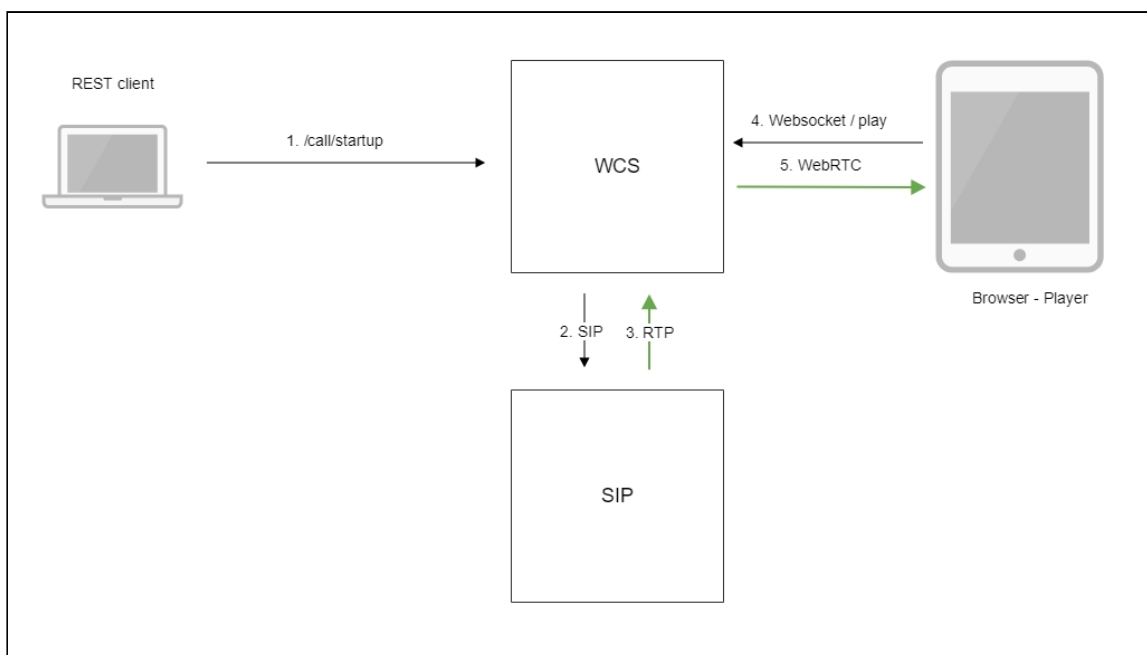 REST client
1. /call/startup
WCS
4. Websocket / play
5. WebRTC
Browser - Player
2. SIP
3. RTP
SIP